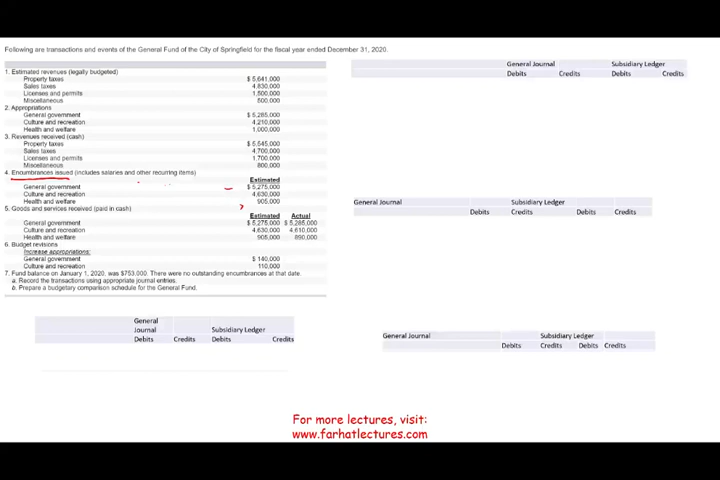 Following are transactions and events of the General Fund of the City of Springfield for the fiscal year ended December 31, 2020.
1. Estimated revenues (legally budgeted)
Property taxes $ 5,641,000
Sales taxes 4,830,000
Licenses and permits 1,500,000
Miscellaneous 800,000
2. Appropriations
General government $ 5,285,000
Culture and recreation 4,210,000
Health and welfare 1,000,000
3. Revenues received (cash)
Property taxes $ 5,545,000
Sales taxes 4,700,000
Licenses and permits 1,700,000
Miscellaneous 800,000
4. Encumbrances issued (includes salaries and other recurring items)
Estimated
General government $ 5,275,000
Culture and recreation 4,630,000
Health and welfare 905,000
5. Goods and services received (paid in cash)
Estimated Actual
General government $ 5,275,000 $ 5,285,000
Culture and recreation 4,630,000 4,610,000
Health and welfare 905,000 890,000
6. Budget revisions
Increase appropriations:
General government $ 140,000
Culture and recreation 110,000
7. Fund balance on January 1, 2020, was $753,000. There were no outstanding encumbrances at that date.
a. Record the transactions using appropriate journal entries.
b. Prepare a budgetary comparison schedule for the General Fund.
General Journal Subsidiary Ledger
Debits Credits Debits Credits
General Journal Subsidiary Ledger
Debits Credits Debits Credits
General
Journal Subsidiary Ledger
Debits Credits Debits Credits
General Journal Subsidiary Ledger
Debits Credits Debits Credits
For more lectures, visit:
www.farhatlectures.com